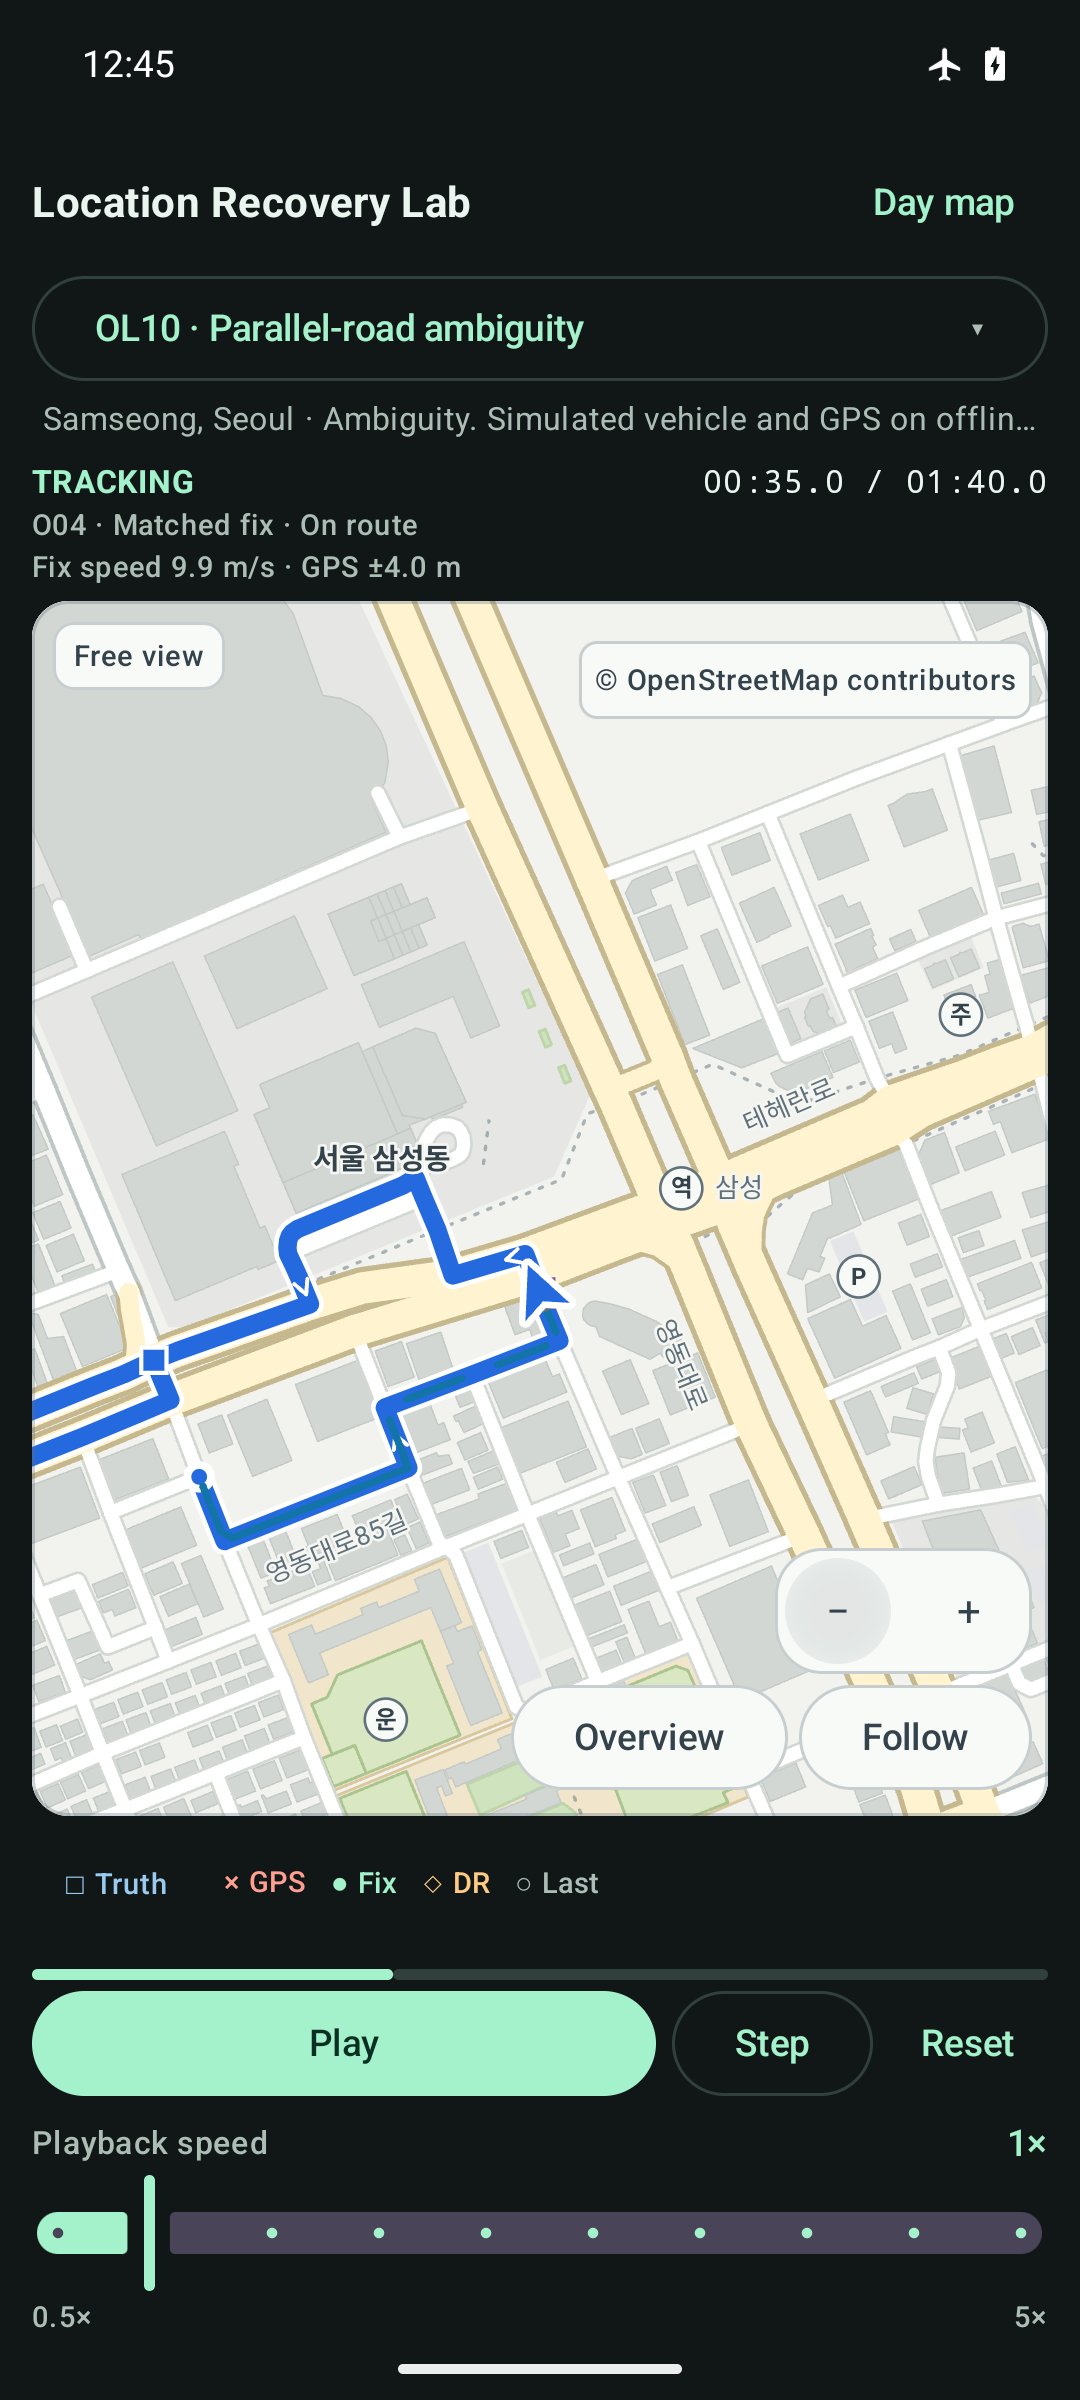 12:45
Location Recovery Lab
Day map
OL10 · Parallel-road ambiguity
Samseong, Seoul · Ambiguity. Simulated vehicle and GPS on offlin…
TRACKING
00:35.0 / 01:40.0
O04 · Matched fix · On route
Fix speed 9.9 m/s · GPS ±4.0 m
Free view
© OpenStreetMap contributors
주
테헤란로
서울 삼성동
역 삼성
P
영동대로
영동대로85길
− +
운
Overview
Follow
□ Truth × GPS ● Fix ◇ DR ○ Last
Play
Step
Reset
Playback speed
1×
0.5×
5×